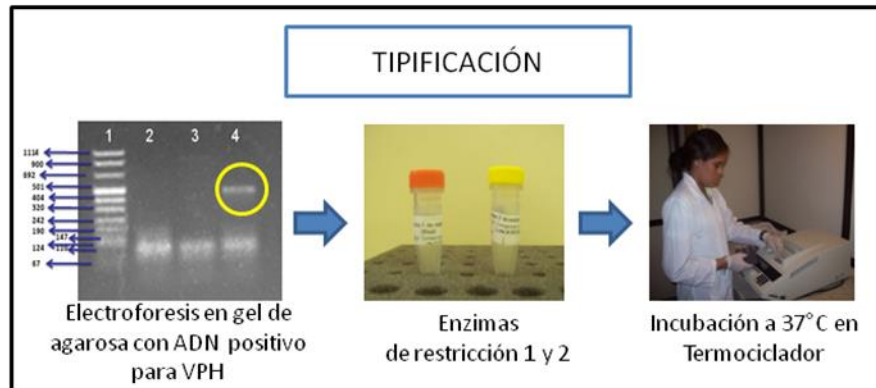 TIPIFICACIÓN
1 2 3 4
1114
900
692
501
404
320
242
190
147
124
67
Electroforesis en gel de
agarosa con ADN positivo
para VPH
Enzimas
de restricción 1 y 2
Incubación a 37°C en
Termociclador